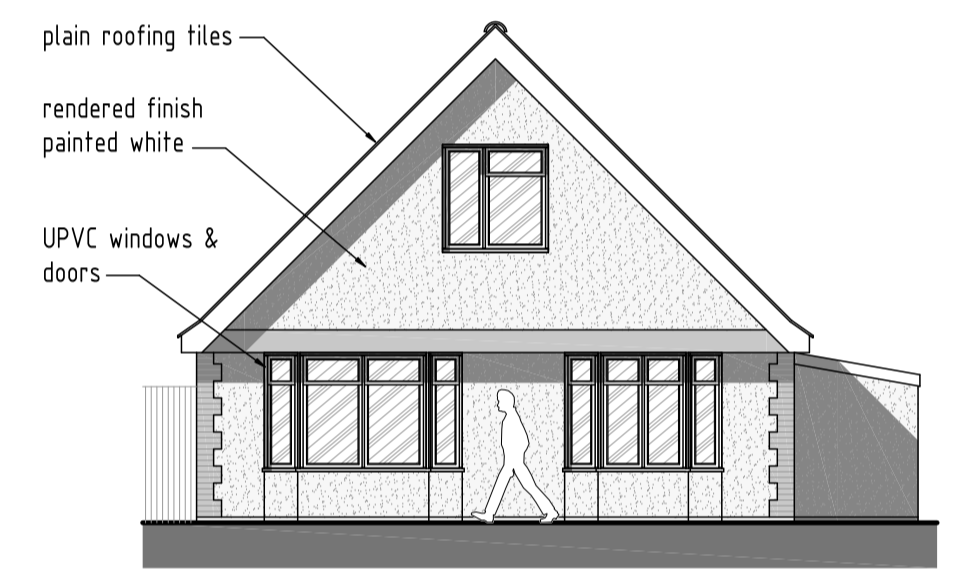 plain roofing tiles
rendered finish
painted white
UPVC windows &
doors